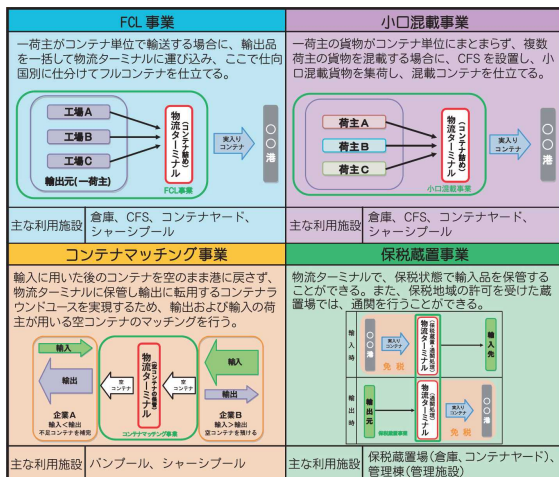 FCL 事業
一荷主がコンテナ単位で輸送する場合に、輸出品
を一括して物流ターミナルに運び込み、ここで仕向
国別に仕分けてフルコンテナを仕立てる。
工場A
工場B
工場C
輸出元(一荷主)
物流ターミナル
(コンテナ詰め)
FCL事業
実入り
コンテナ
〇〇港
主な利用施設
倉庫、CFS、コンテナヤード、
シャーシプール
小口混載事業
一荷主の貨物がコンテナ単位にまとまらず、複数
荷主の貨物を混載する場合に、CFSを設置し、小
口混載貨物を集荷し、混載コンテナを仕立てる。
荷主A
荷主B
荷主C
物流ターミナル
(コンテナ詰め)
小口混載事業
実入り
コンテナ
〇〇港
主な利用施設
倉庫、CFS、コンテナヤード、
シャーシプール
コンテナマッチング事業
輸入に用いた後のコンテナを空のまま港に戻さず、
物流ターミナルに保管し輸出に転用するコンテナラ
ウンドユースを実現するため、輸出および輸入の荷
主が用いる空コンテナのマッチングを行う。
輸入
輸出
企業A
輸入<輸出
不足コンテナを補充
空
コンテナ
物流ターミナル
(空コンテナの保管)
コンテナマッチング事業
空
コンテナ
輸入
輸出
企業B
輸入>輸出
空コンテナを預ける
主な利用施設
バンプール、シャーシプール
保税蔵置事業
物流ターミナルで、保税状態で輸入品を保管する
ことができる。また、保税地域の許可を受けた蔵
置場では、通関を行うことができる。
輸入時
〇〇港
実入り
コンテナ
免税
物流ターミナル
(保税蔵置・通関処理)
輸入先
輸出時
輸出元
物流ターミナル
(通関処理)
保税蔵置事業
実入り
コンテナ
免税
〇〇港
主な利用施設
保税蔵置場(倉庫、コンテナヤード)、
管理棟(管理施設)